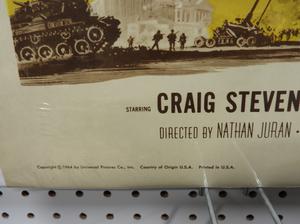 STARRING CRAIG STEVEN
DIRECTED BY NATHAN JURAN
Copyright © 1964 by Universal Pictures Co., Inc. Country of Origin U.S.A. Printed in U.S.A.